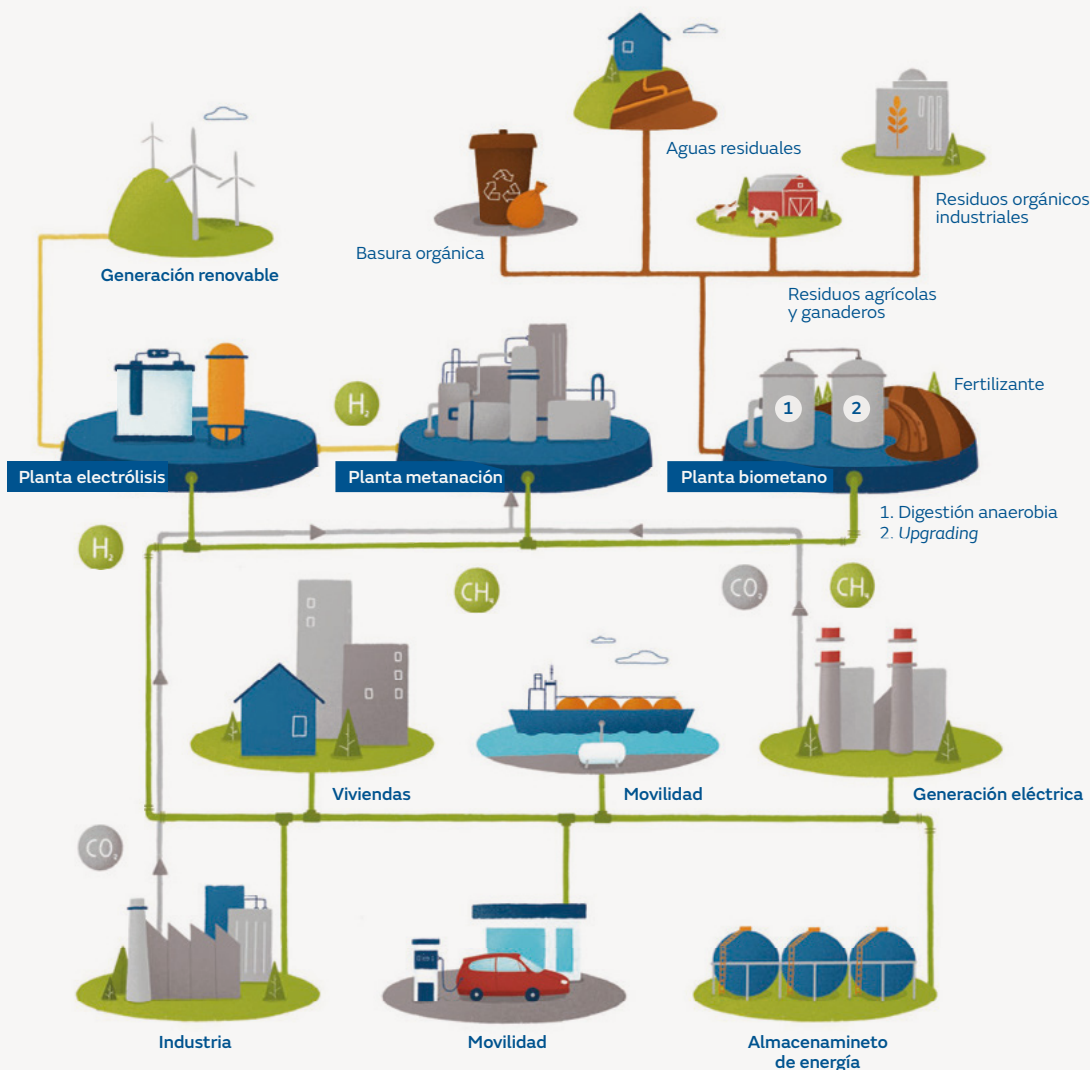 Aguas residuales
Residuos orgánicos
industriales
Basura orgánica
Generación renovable
Residuos agrícolas
y ganaderos
Fertilizante
H₂
1
2
Planta electrólisis
Planta metanación
Planta biometano
1. Digestión anaerobia
2. Upgrading
H₂
CH₄
CO₂
CH₄
Viviendas
Movilidad
Generación eléctrica
CO₂
Industria
Movilidad
Almacenamineto
de energía